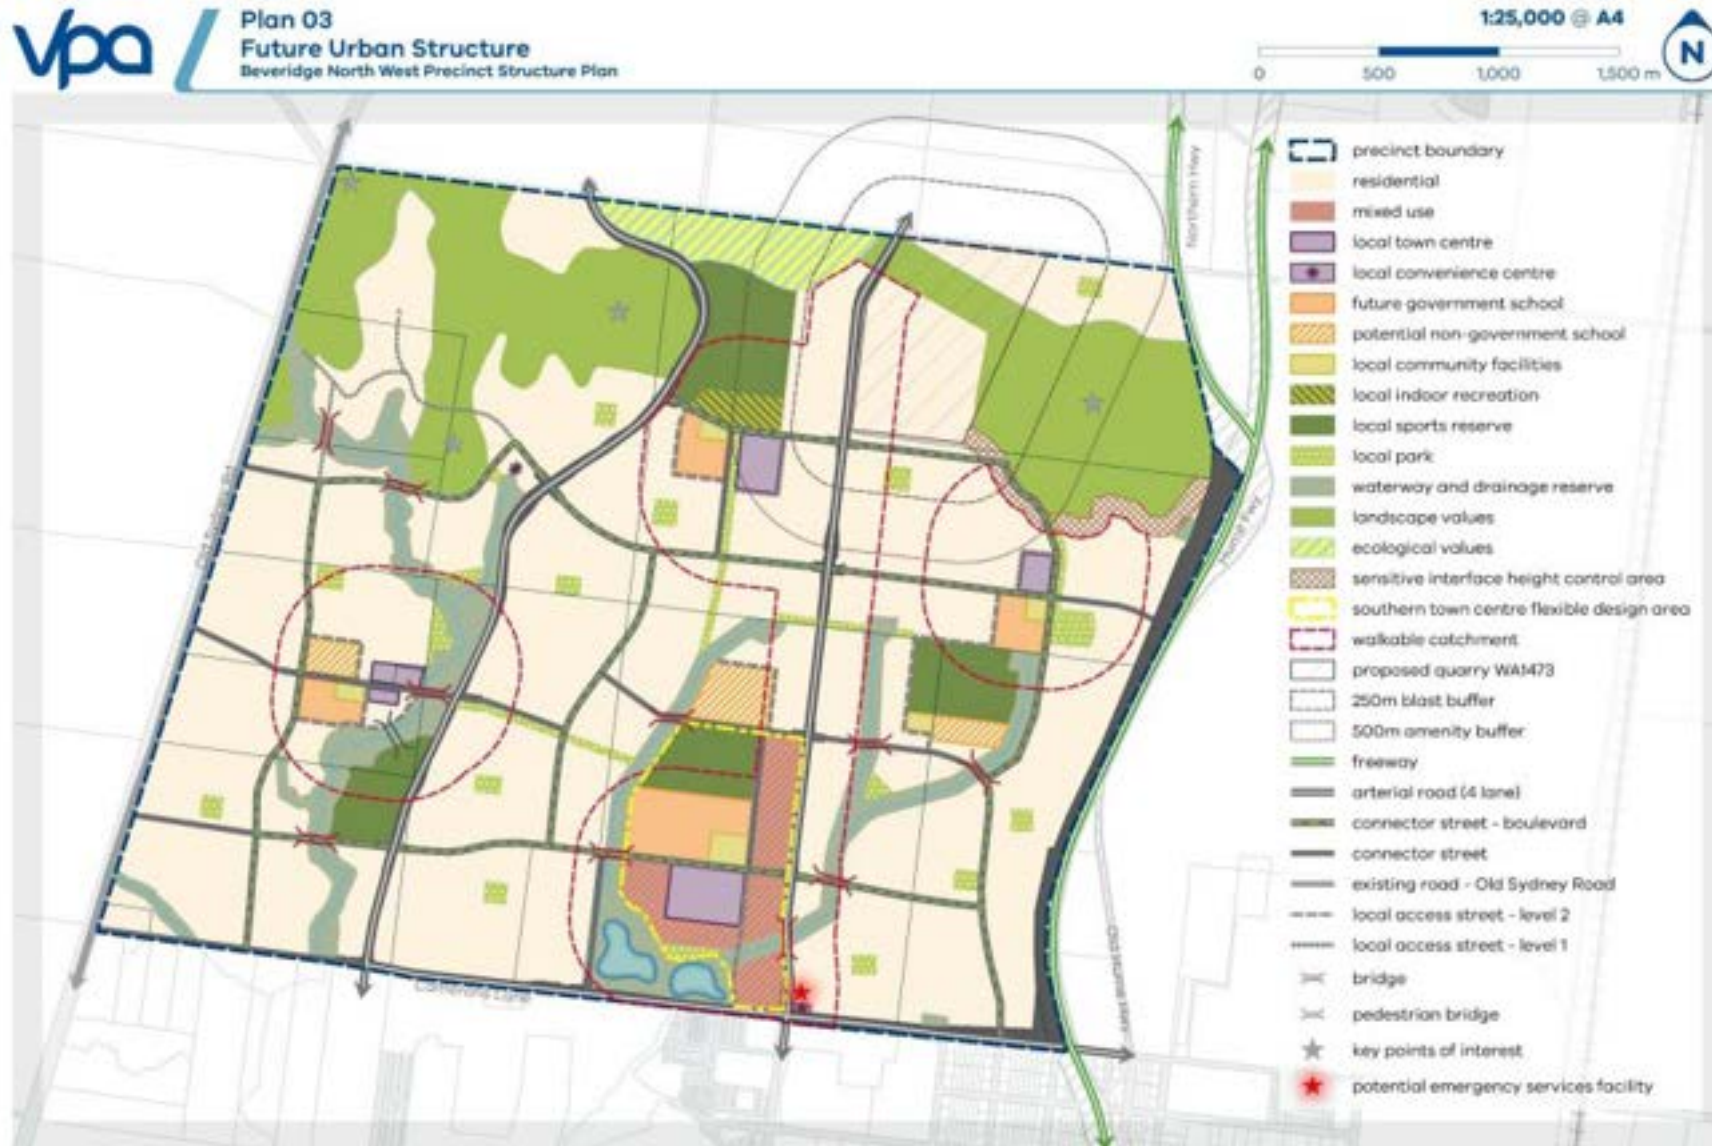 vpa
Plan 03
Future Urban Structure
Beveridge North West Precinct Structure Plan
1:25,000 @ A4
0 500 1,000 1,500 m
N
precinct boundary
residential
mixed use
local town centre
local convenience centre
future government school
potential non-government school
local community facilities
local indoor recreation
local sports reserve
local park
waterway and drainage reserve
landscape values
ecological values
sensitive interface height control area
southern town centre flexible design area
walkable catchment
proposed quarry WA1473
250m blast buffer
500m amenity buffer
freeway
arterial road (4 lane)
connector street - boulevard
connector street
existing road - Old Sydney Road
local access street - level 2
local access street - level 1
bridge
pedestrian bridge
key points of interest
potential emergency services facility
Northern Hwy
Hume Fwy
Old Sydney Rd
Camerons Lane
Old Hume Hwy